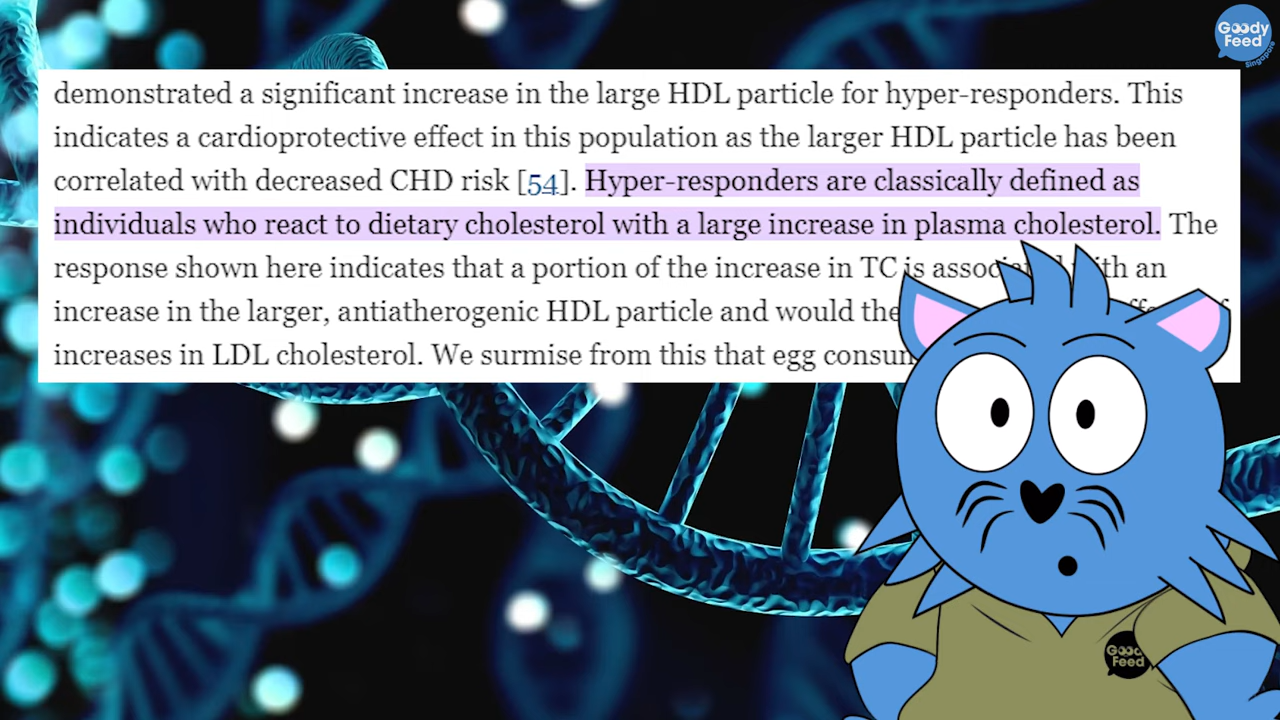 Goody
Feed
Singapore
demonstrated a significant increase in the large HDL particle for hyper-responders. This
indicates a cardioprotective effect in this population as the larger HDL particle has been
correlated with decreased CHD risk [54]. Hyper-responders are classically defined as
individuals who react to dietary cholesterol with a large increase in plasma cholesterol. The
response shown here indicates that a portion of the increase in TC is with an
increase in the larger, antiatherogenic HDL particle and would
increases in LDL cholesterol. We surmise from this that egg
Goody
Feed